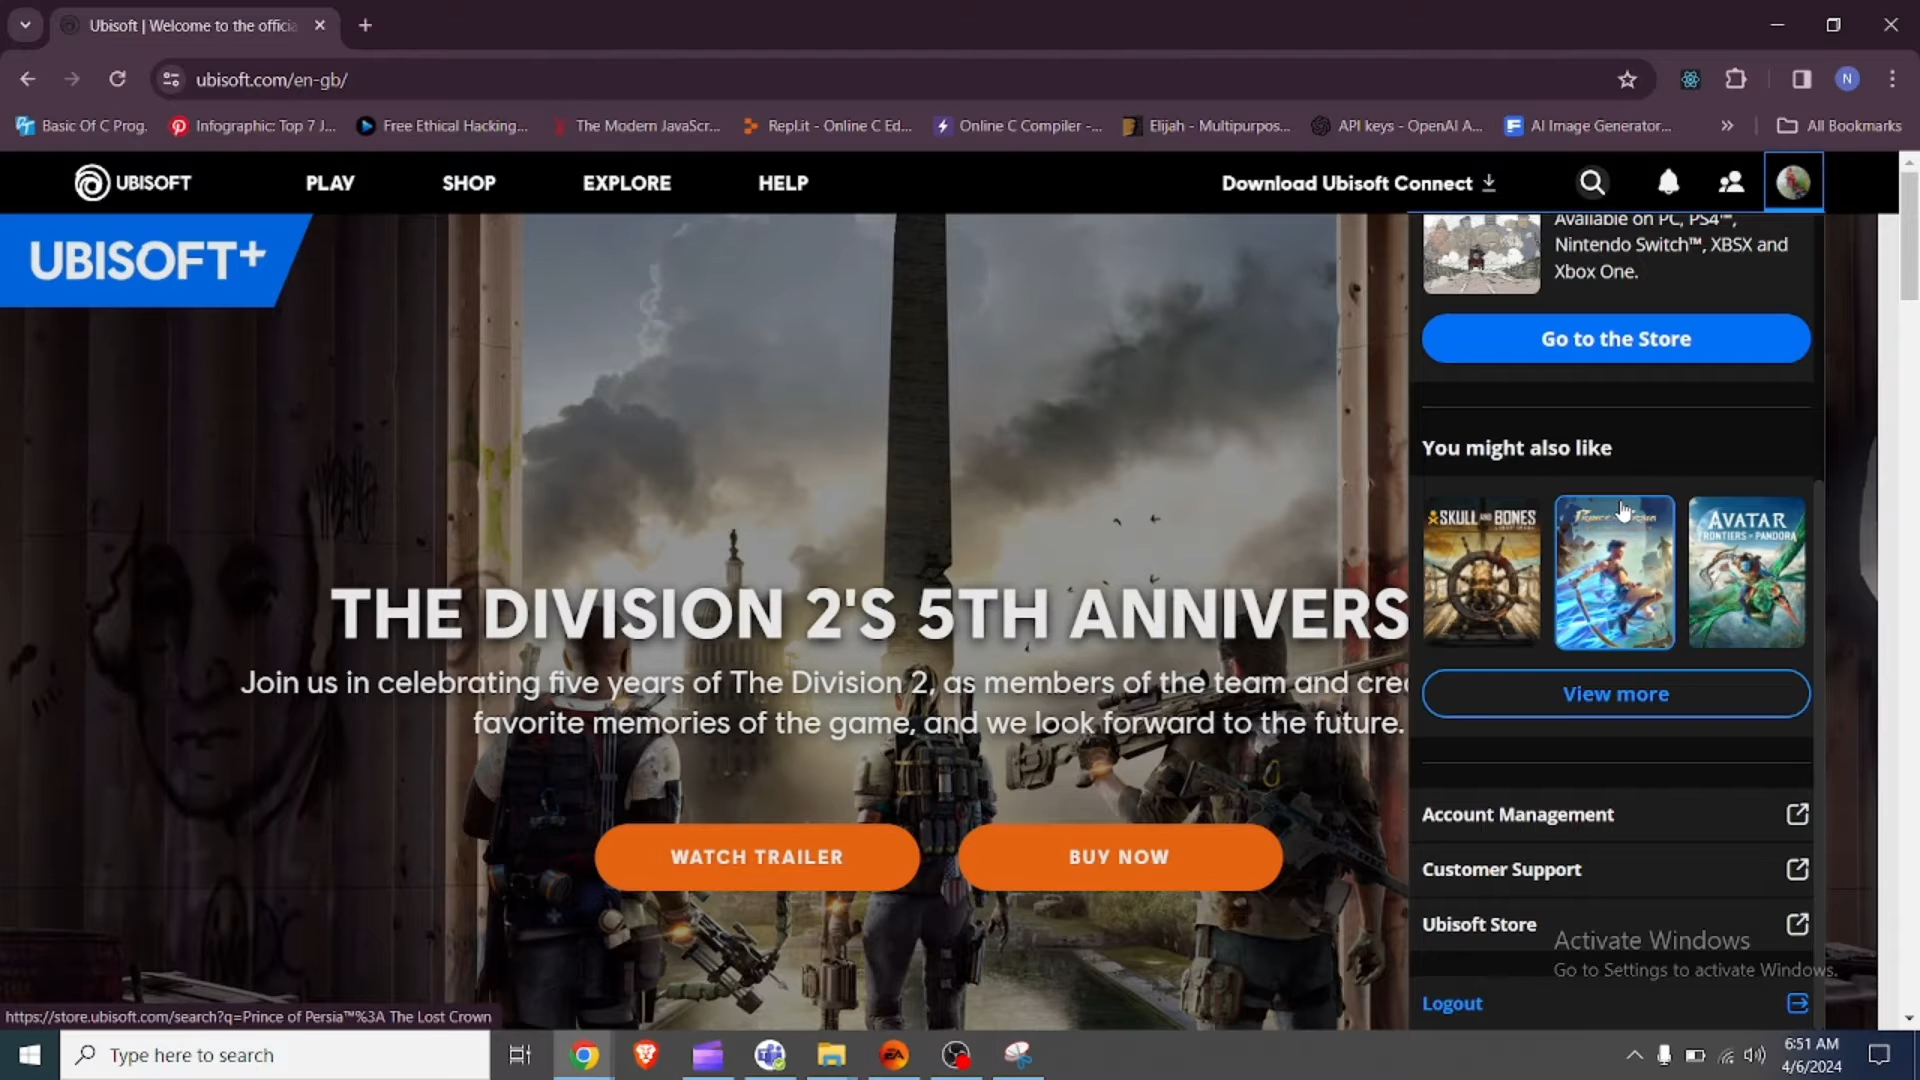 Ubisoft | Welcome to the officia
ubisoft.com/en-gb/
N
Basic Of C Prog.
Infographic: Top 7 J...
Free Ethical Hacking...
The Modern JavaScr...
Repl.it - Online C Ed...
Online C Compiler -...
Elijah - Multipurpos...
API keys - OpenAI A...
AI Image Generator...
All Bookmarks
UBISOFT
PLAY
SHOP
EXPLORE
HELP
Download Ubisoft Connect
UBISOFT+
Available on PC, PS4™,
Nintendo Switch™, XBSX and
Xbox One.
Go to the Store
You might also like
SKULL AND BONES
AVATAR
FRONTIERS OF PANDORA
View more
THE DIVISION 2'S 5TH ANNIVERS
Join us in celebrating five years of The Division 2, as members of the team and crea
favorite memories of the game, and we look forward to the future.
WATCH TRAILER
BUY NOW
Account Management
Customer Support
Ubisoft Store
Activate Windows
Go to Settings to activate Windows.
Logout
https://store.ubisoft.com/search?q=Prince of Persia™%3A The Lost Crown
Type here to search
EA
6:51 AM
4/6/2024